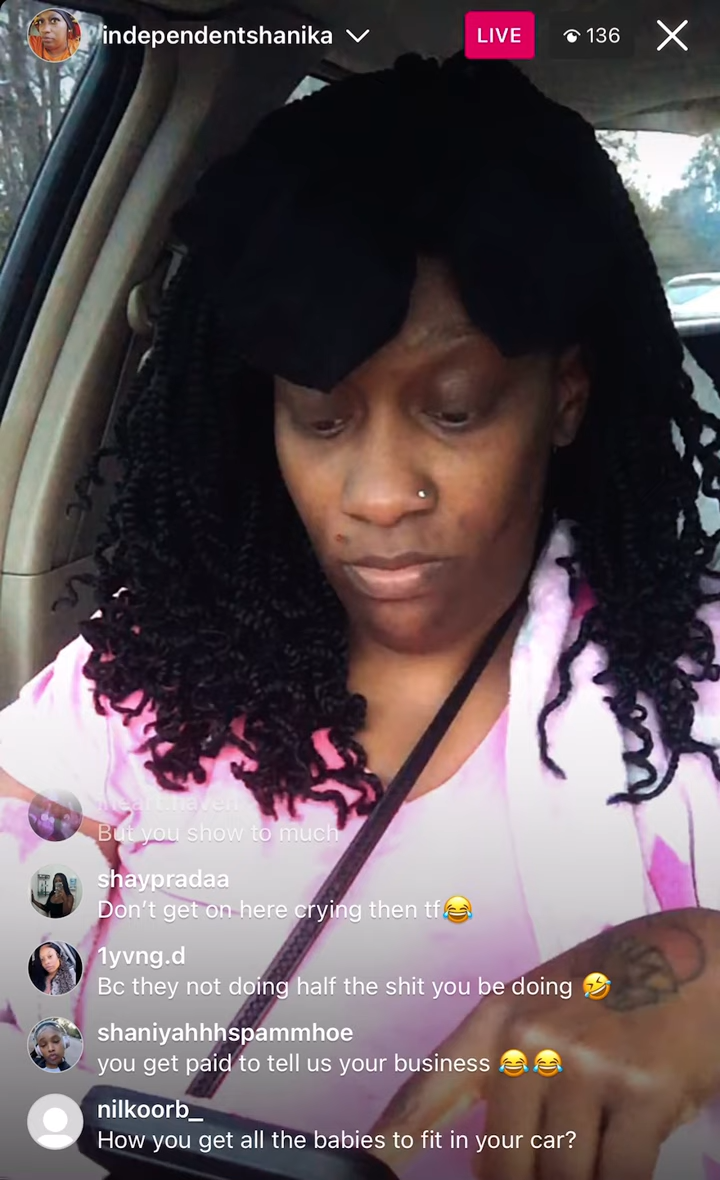 independentshanika
LIVE
136
But you show to much
shaypradaa
Don’t get on here crying then tf😂
1yvng.d
Bc they not doing half the shit you be doing 🤣
shaniyahhhspammhoe
you get paid to tell us your business 😂😂
nilkoorb_
How you get all the babies to fit in your car?